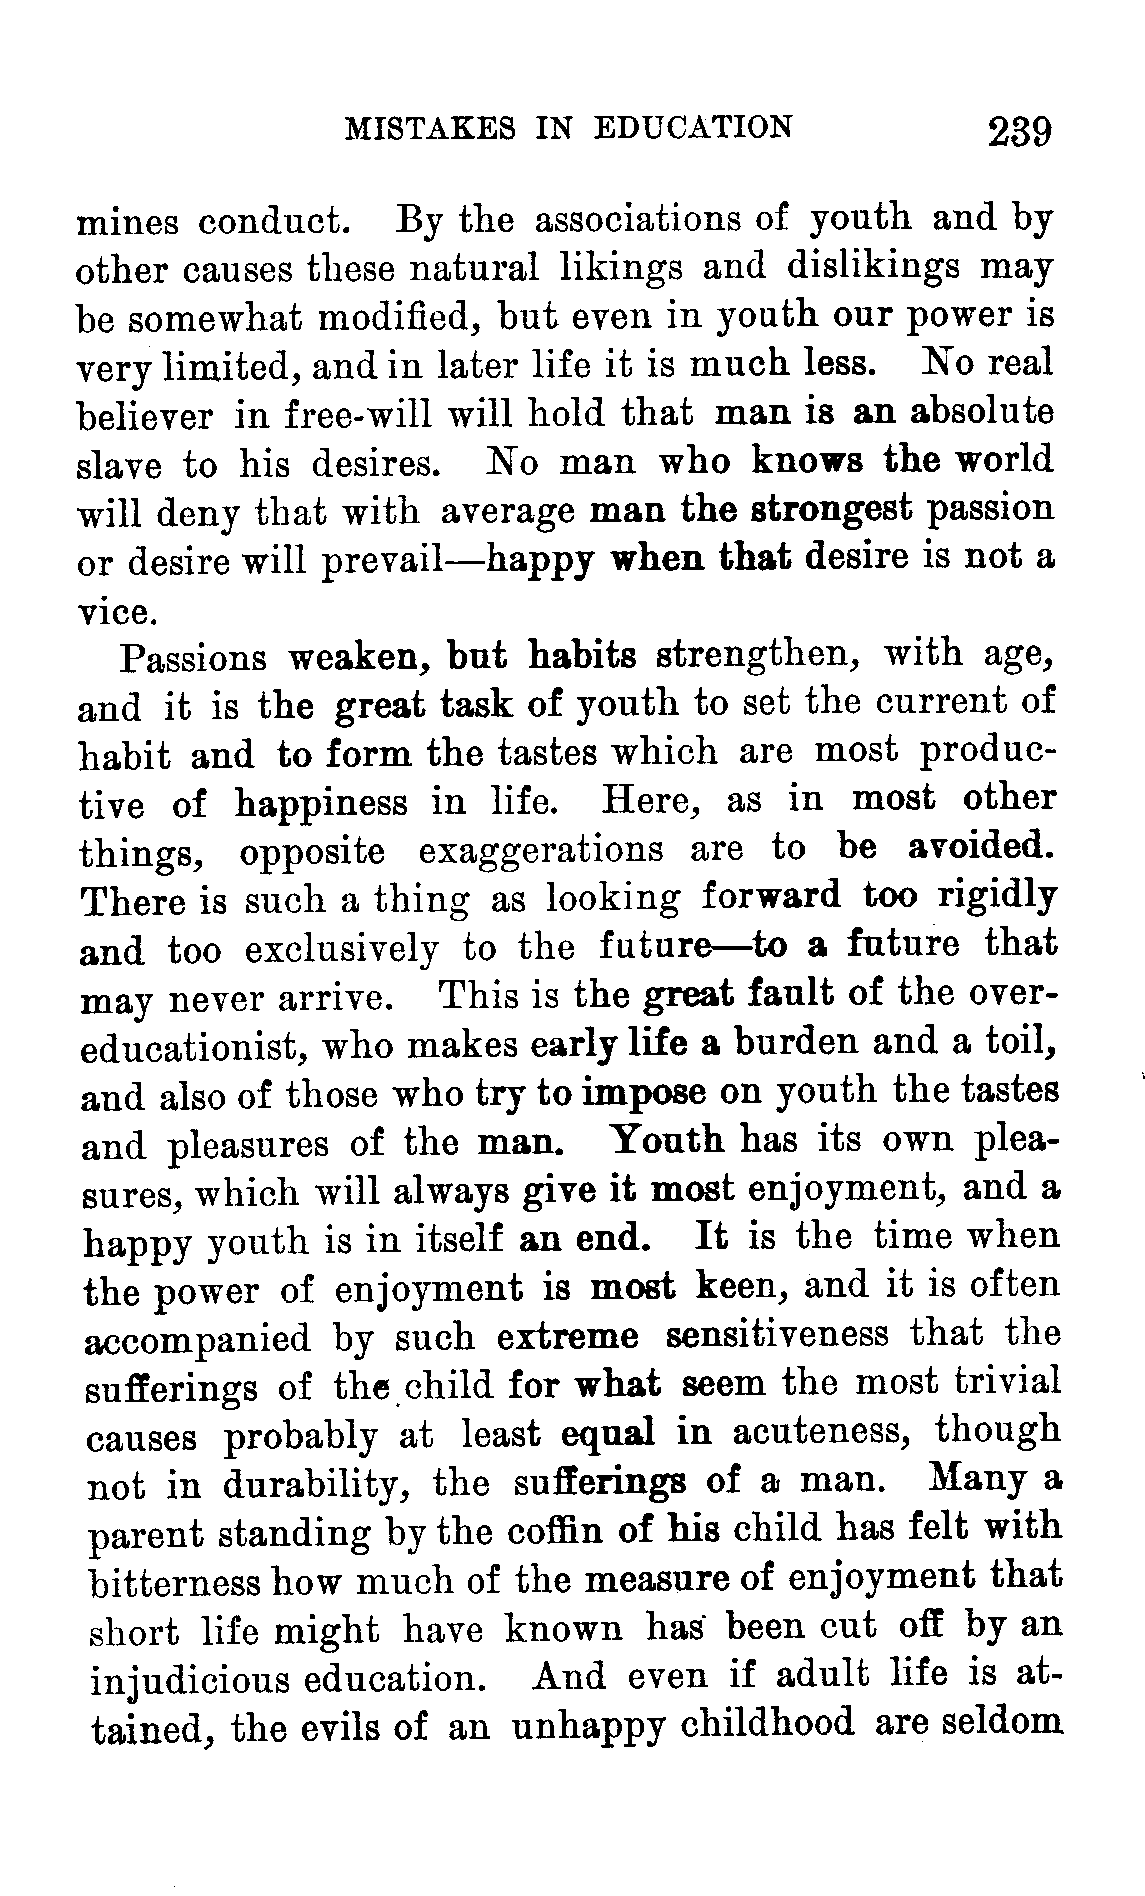 MISTAKES IN EDUCATION 239
mines conduct. By the associations of youth and by
other causes these natural likings and dislikings may
be somewhat modified, but even in youth our power is
very limited, and in later life it is much less. No real
believer in free-will will hold that man is an absolute
slave to his desires. No man who knows the world
will deny that with average man the strongest passion
or desire will prevail—happy when that desire is not a
vice.
Passions weaken, but habits strengthen, with age,
and it is the great task of youth to set the current of
habit and to form the tastes which are most produc-
tive of happiness in life. Here, as in most other
things, opposite exaggerations are to be avoided.
There is such a thing as looking forward too rigidly
and too exclusively to the future—to a future that
may never arrive. This is the great fault of the over-
educationist, who makes early life a burden and a toil,
and also of those who try to impose on youth the tastes
and pleasures of the man. Youth has its own plea-
sures, which will always give it most enjoyment, and a
happy youth is in itself an end. It is the time when
the power of enjoyment is most keen, and it is often
accompanied by such extreme sensitiveness that the
sufferings of the child for what seem the most trivial
causes probably at least equal in acuteness, though
not in durability, the sufferings of a man. Many a
parent standing by the coffin of his child has felt with
bitterness how much of the measure of enjoyment that
short life might have known has been cut off by an
injudicious education. And even if adult life is at-
tained, the evils of an unhappy childhood are seldom